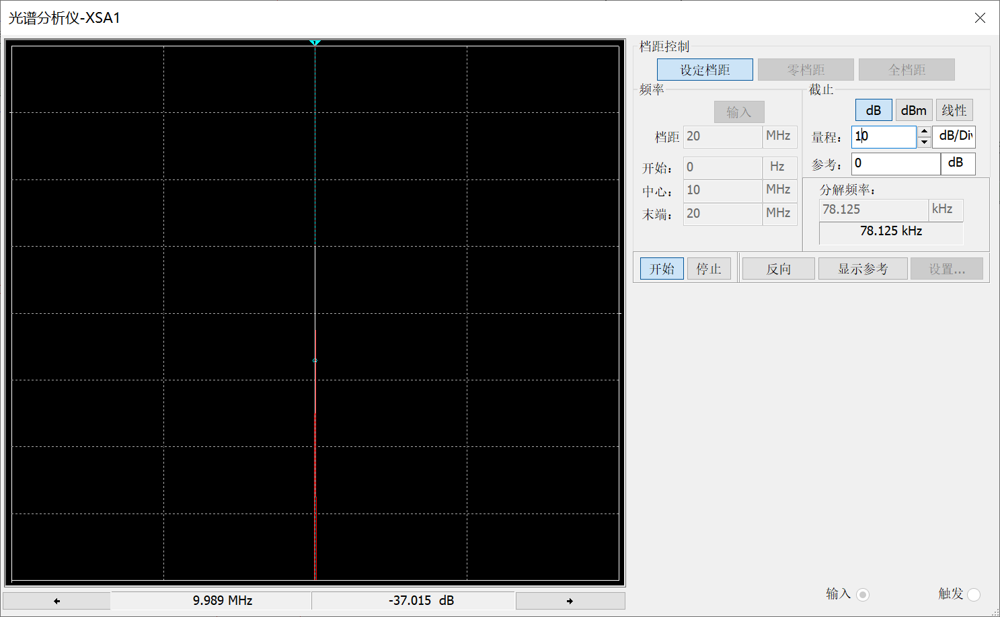 光谱分析仪-XSA1
档距控制
设定档距 零档距 全档距
频率
输入
档距 20 MHz
开始: 0 Hz
中心: 10 MHz
末端: 20 MHz
截止
dB dBm 线性
量程: 10 dB/Div
参考: 0 dB
分解频率:
78.125 kHz
78.125 kHz
开始 停止 反向 显示参考 设置...
9.989 MHz -37.015 dB
输入 触发